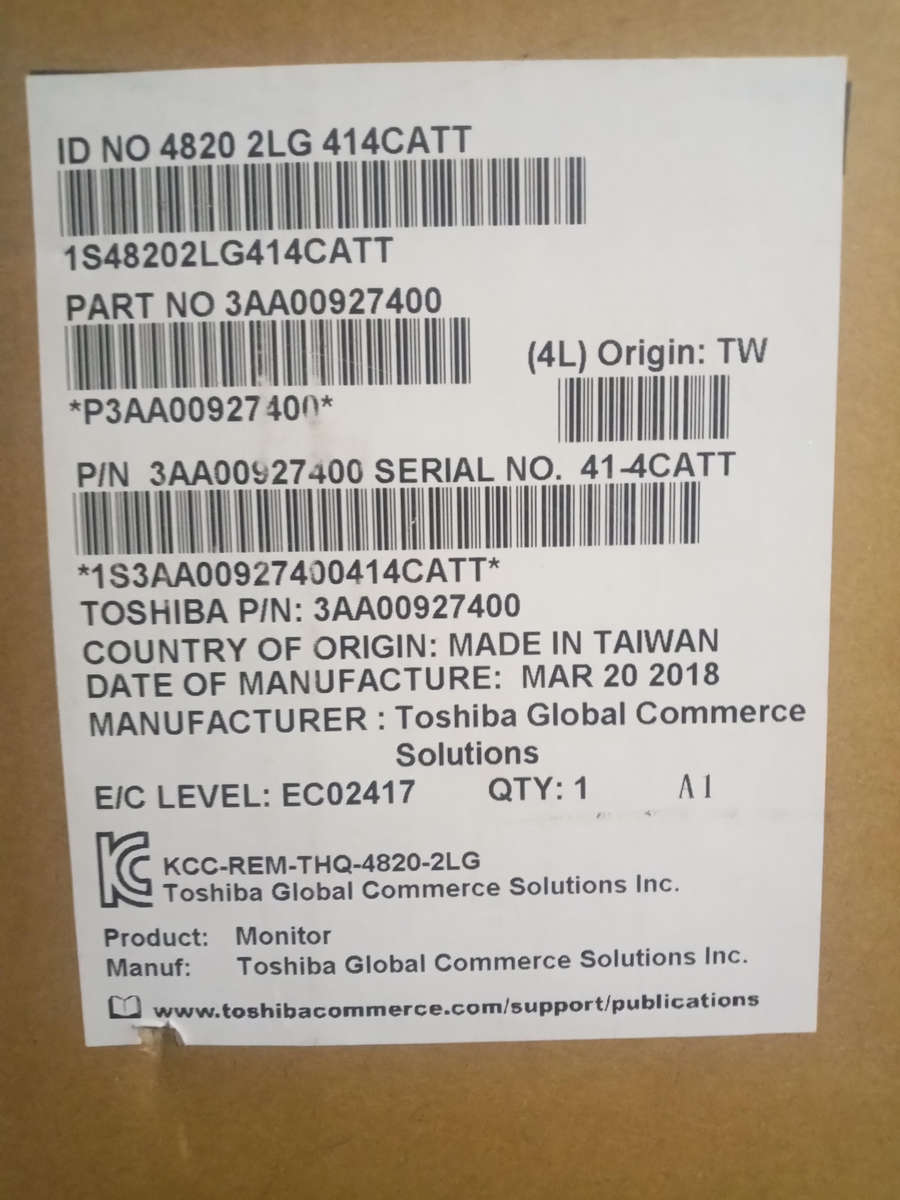 ID NO 4820 2LG 414CATT
1S48202LG414CATT
PART NO 3AA00927400
(4L) Origin: TW
*P3AA00927400*
P/N 3AA00927400 SERIAL NO. 41-4CATT
*1S3AA00927400414CATT*
TOSHIBA P/N: 3AA00927400
COUNTRY OF ORIGIN: MADE IN TAIWAN
DATE OF MANUFACTURE: MAR 20 2018
MANUFACTURER : Toshiba Global Commerce
Solutions
E/C LEVEL: EC02417 QTY: 1 A1
KCC-REM-THQ-4820-2LG
Toshiba Global Commerce Solutions Inc.
Product: Monitor
Manuf: Toshiba Global Commerce Solutions Inc.
www.toshibacommerce.com/support/publications